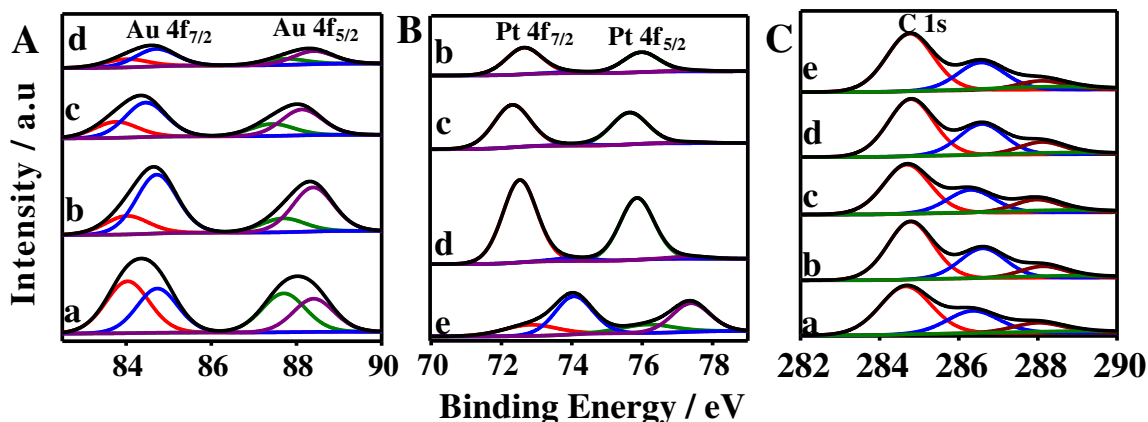 A
Au 4f7/2
Au 4f5/2
d
c
b
a
84
86
88
90
B
Pt 4f7/2
Pt 4f5/2
b
c
d
e
70
72
74
76
78
C
C 1s
e
d
c
b
a
282
284
286
288
290
Intensity / a.u
Binding Energy / eV